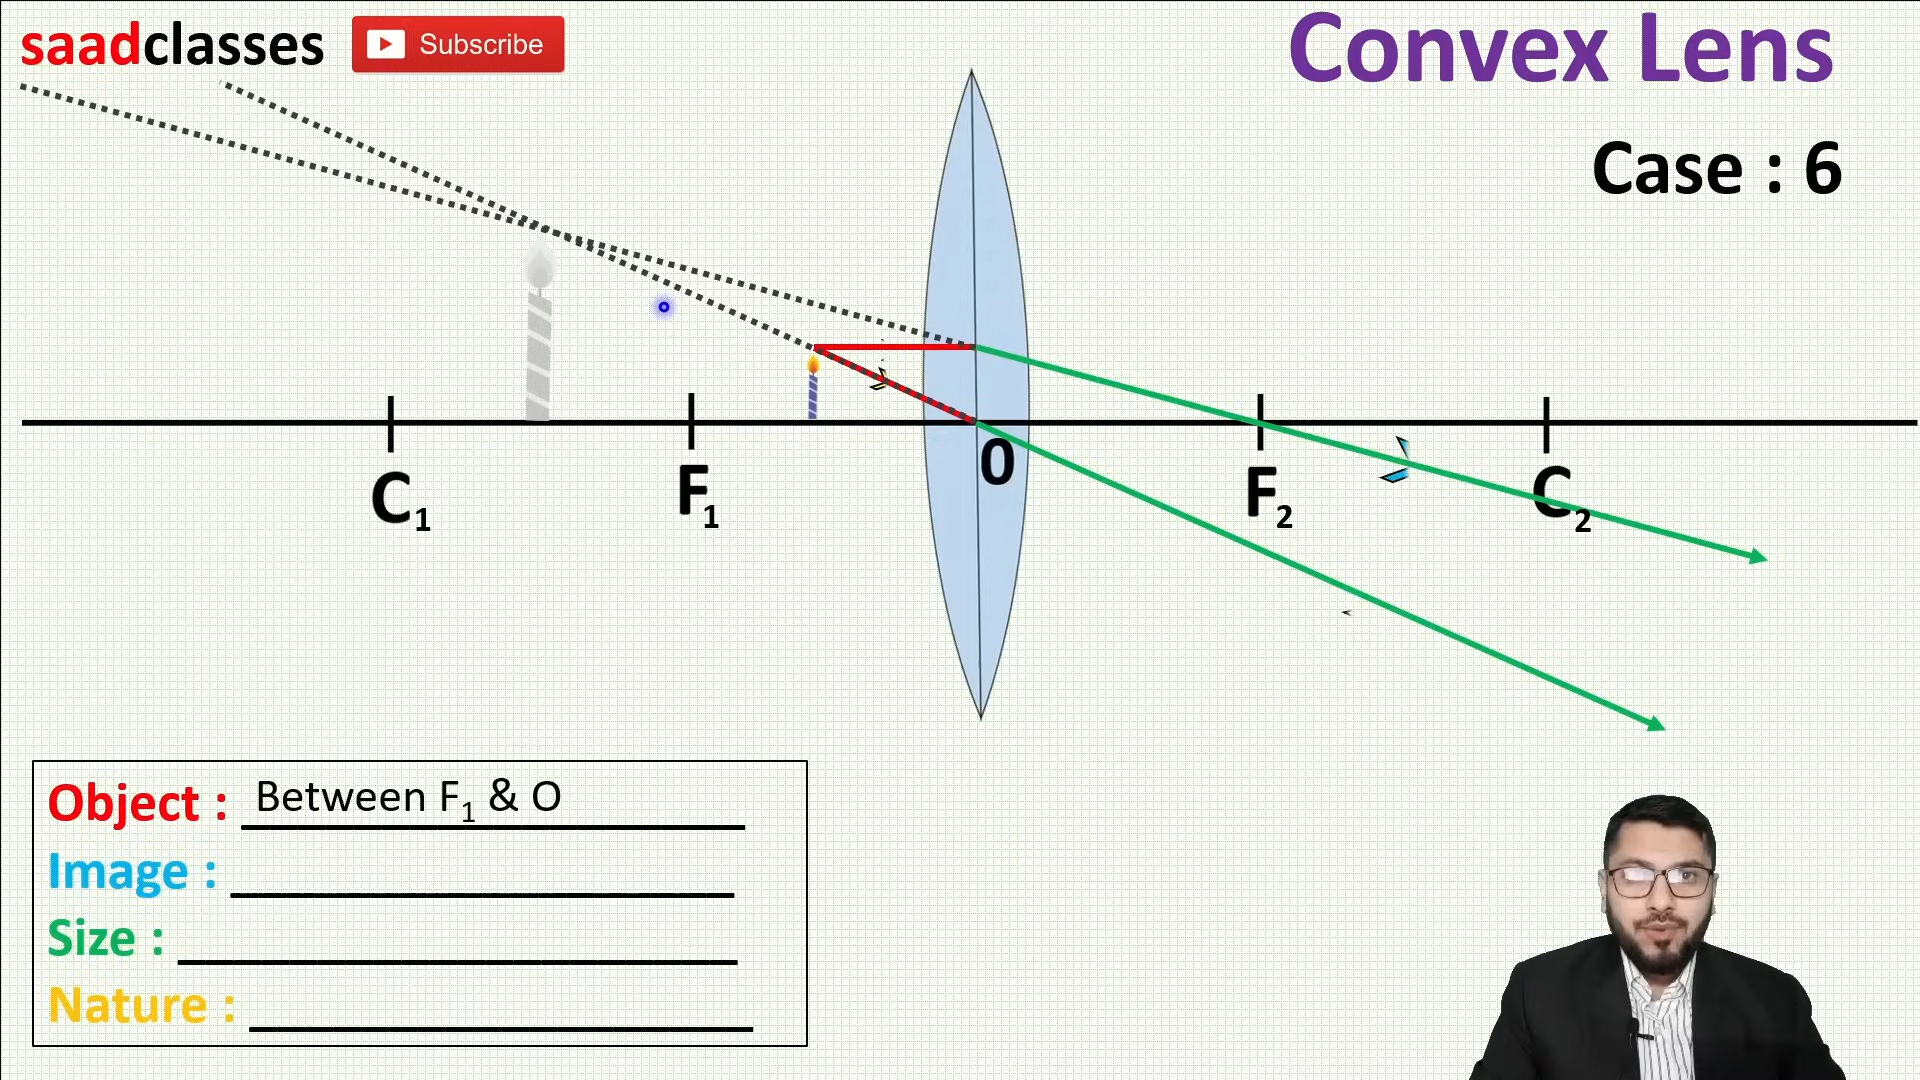 saadclasses
Subscribe
Convex Lens
Case : 6
C₁
F₁
O
F₂
C₂
Object : Between F₁ & O
Image :
Size :
Nature :